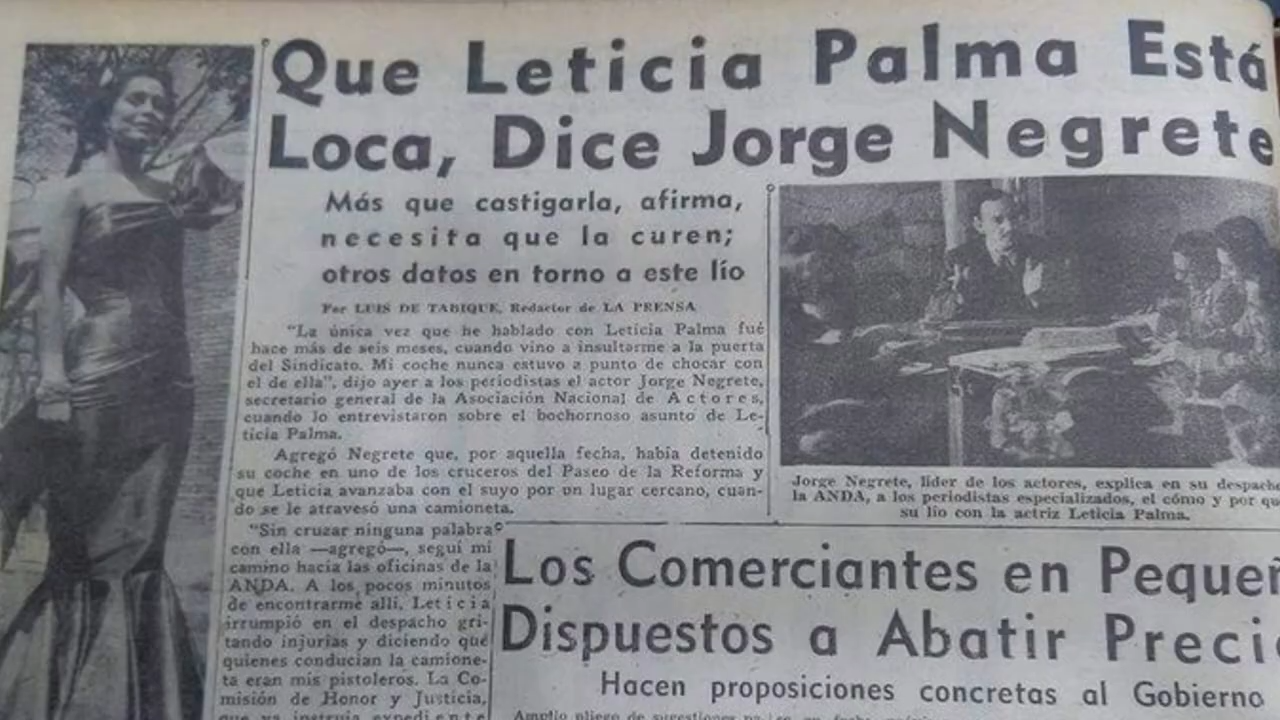 Que Leticia Palma Está
Loca, Dice Jorge Negrete
Más que castigarla, afirma,
necesita que la curen;
otros datos en torno a este lío
Por LUIS DE TABIQUE, Redactor de LA PRENSA
"La única vez que he hablado con Leticia Palma fué
hace más de seis meses, cuando vino a insultarme a la puerta
del Sindicato. Mi coche nunca estuvo a punto de chocar con
el de ella", dijo ayer a los periodistas el actor Jorge Negrete,
secretario general de la Asociación Nacional de Actores,
cuando lo entrevistaron sobre el bochornoso asunto de Le-
ticia Palma.
Agregó Negrete que, por aquella fecha, había detenido
su coche en uno de los cruceros del Paseo de la Reforma y
que Leticia avanzaba con el suyo por un lugar cercano, cuan-
do se le atravesó una camioneta.
"Sin cruzar ninguna palabra
con ella —agregó—, seguí mi
camino hacia las oficinas de la
ANDA. A los pocos minutos
de encontrarme allí, Leticia
irrumpió en el despacho gri-
tando injurias y diciendo que
quienes conducían la camione-
ta eran mis pistoleros. La Co-
misión de Honor y Justicia,
que ya instruía expediente
Jorge Negrete, líder de los actores, explica en su despacho
la ANDA, a los periodistas especializados, el cómo y por qu
su lío con la actriz Leticia Palma.
Los Comerciantes en Pequeñ
Dispuestos a Abatir Preci
Hacen proposiciones concretas al Gobierno
Amplio pliego de sugestiones